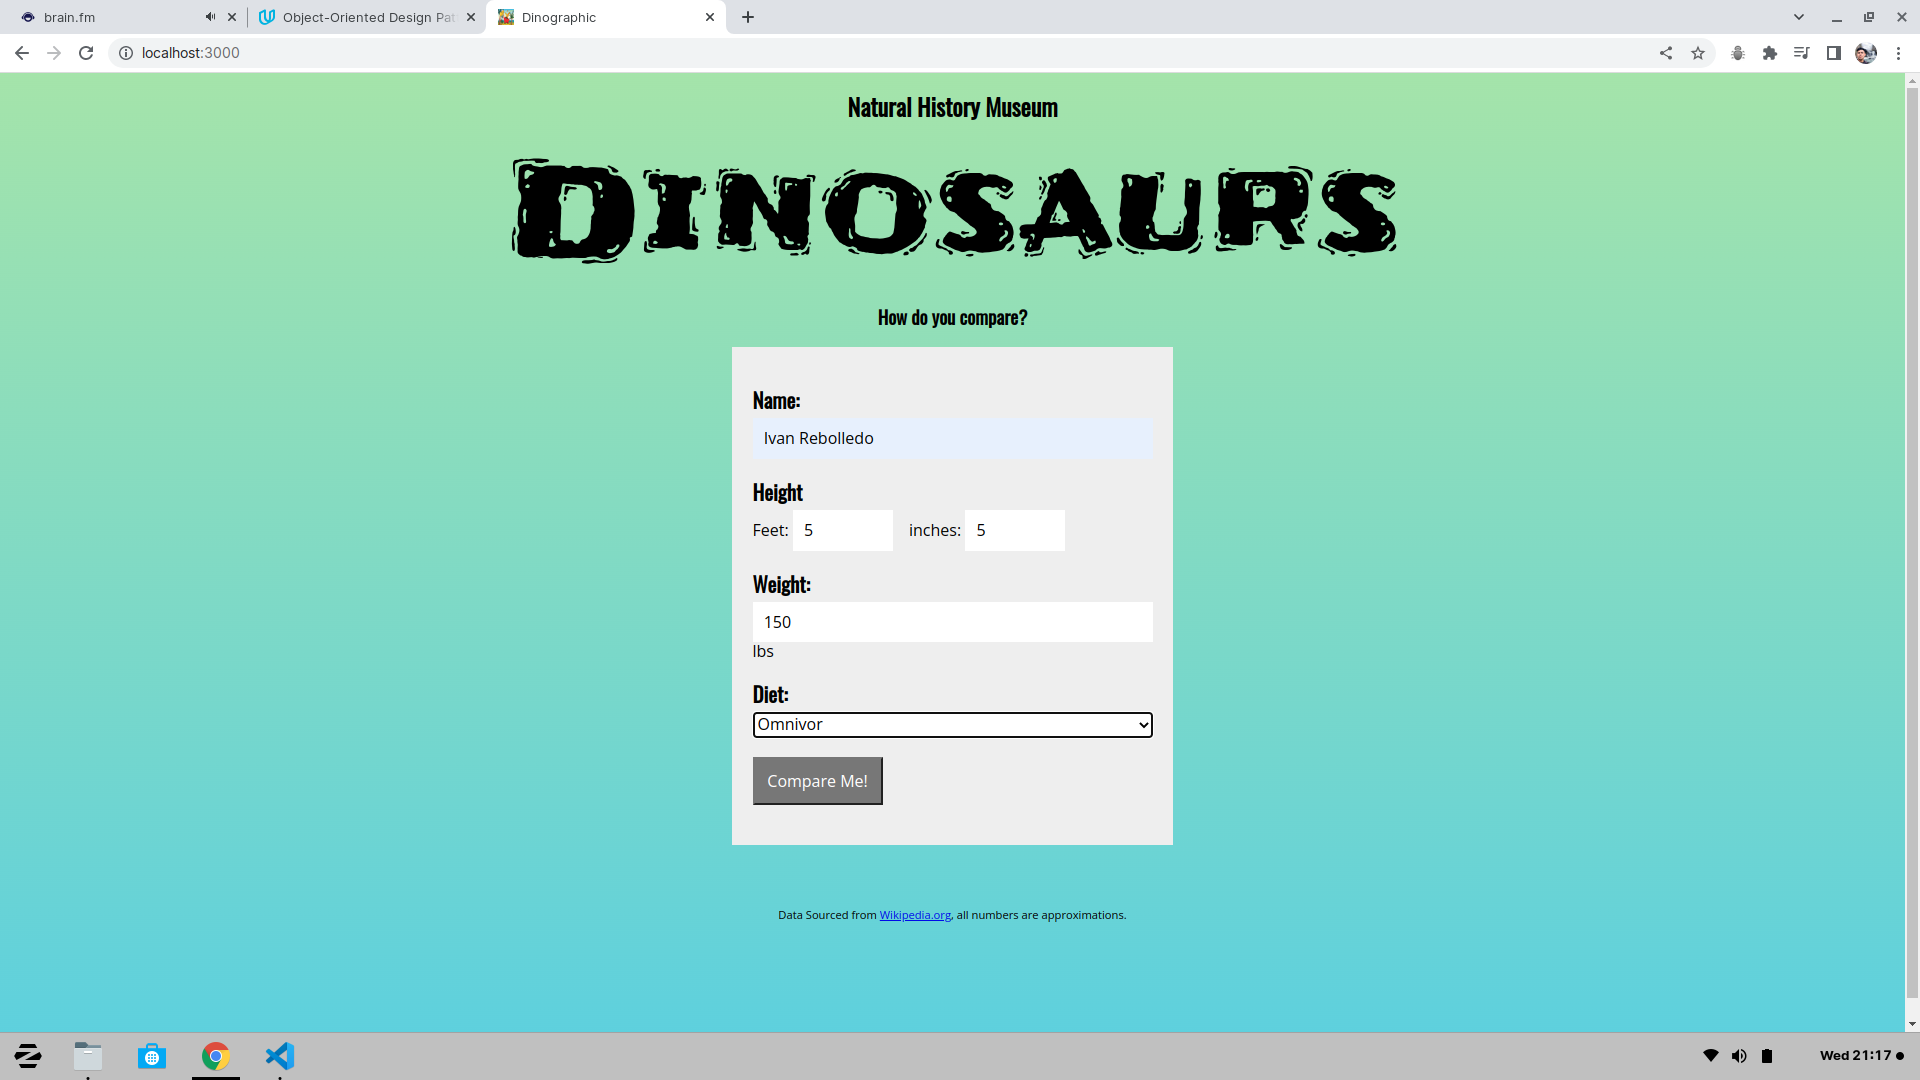 brain.fm
Object-Oriented Design Pat
Dinographic
localhost:3000
Natural History Museum
DINOSAURS
How do you compare?
Name:
Ivan Rebolledo
Height
Feet: 5 inches: 5
Weight:
150
lbs
Diet:
Omnivor
Compare Me!
Data Sourced from Wikipedia.org, all numbers are approximations.
Wed 21:17